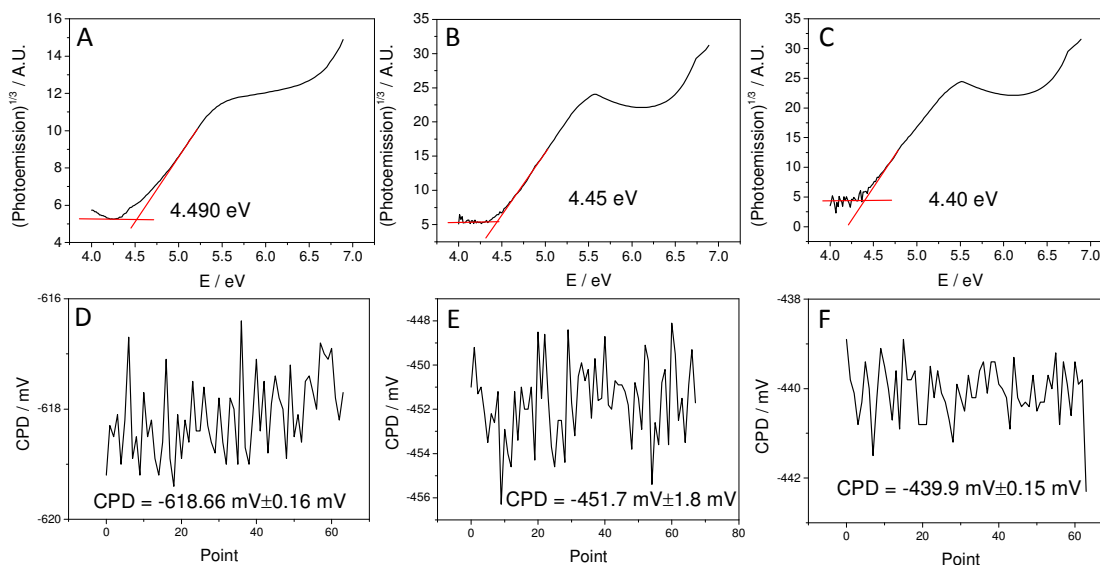 A
16
14
12
10
8
6
4
(Photoemission)^1/3 / A.U.
4.490 eV
4.0 4.5 5.0 5.5 6.0 6.5 7.0
E / eV
B
35
30
25
20
15
10
5
(Photoemission)^1/3 / A.U.
4.45 eV
4.0 4.5 5.0 5.5 6.0 6.5 7.0
E / eV
C
35
30
25
20
15
10
5
0
(Photoemission)^1/3 / A.U.
4.40 eV
4.0 4.5 5.0 5.5 6.0 6.5 7.0
E / eV
D
-616
-618
-620
CPD / mV
CPD = -618.66 mV±0.16 mV
0 20 40 60
Point
E
-448
-450
-452
-454
-456
CPD / mV
CPD = -451.7 mV±1.8 mV
0 20 40 60 80
Point
F
-438
-440
-442
CPD / mV
CPD = -439.9 mV±0.15 mV
0 20 40 60
Point